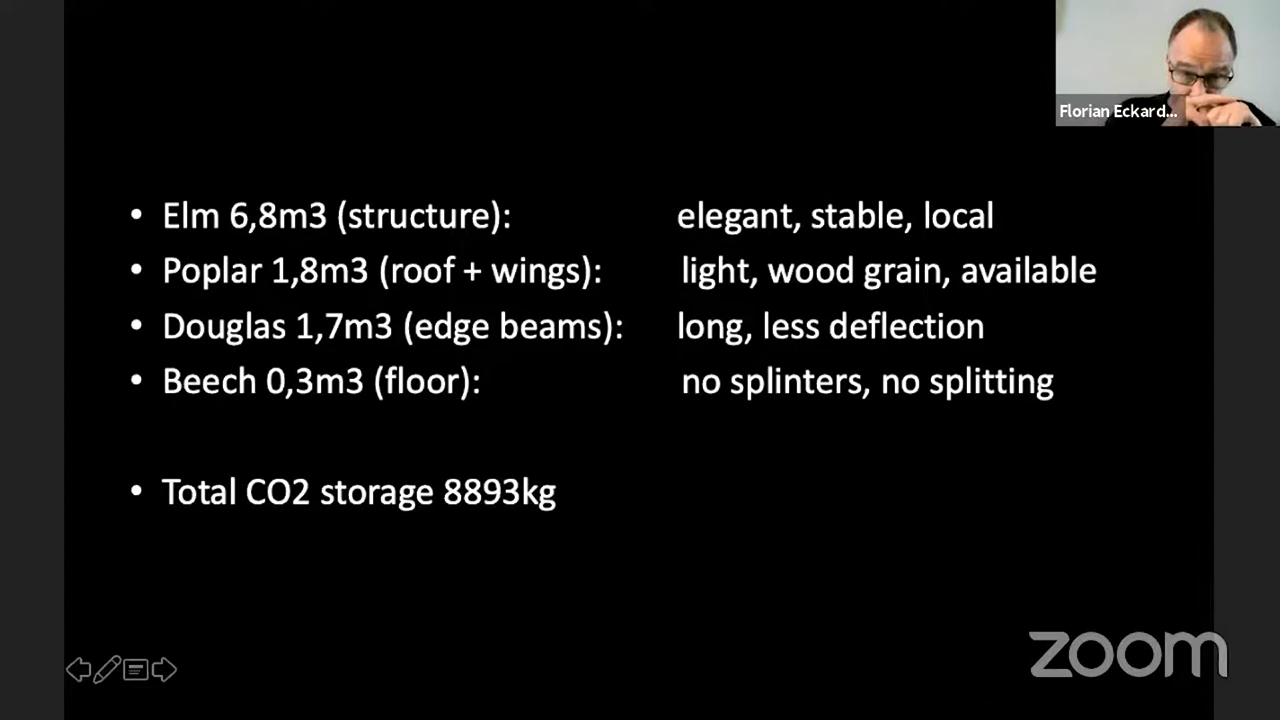 Florian Eckard...
• Elm 6,8m3 (structure): elegant, stable, local
• Poplar 1,8m3 (roof + wings): light, wood grain, available
• Douglas 1,7m3 (edge beams): long, less deflection
• Beech 0,3m3 (floor): no splinters, no splitting
• Total CO2 storage 8893kg
zoom